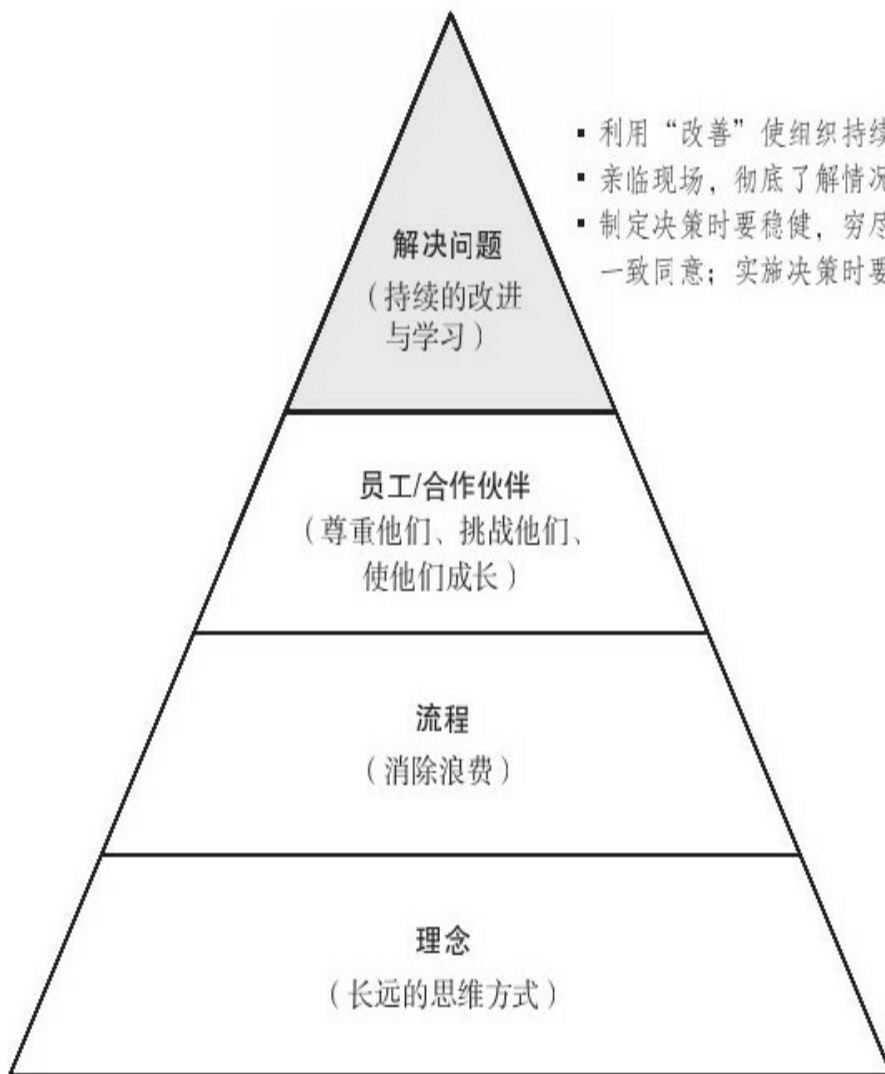 ▪ 利用“改善”使组织持续
▪ 亲临现场，彻底了解情况
▪ 制定决策时要稳健，穷尽
一致同意；实施决策时要
解决问题
（持续的改进
与学习）
员工/合作伙伴
（尊重他们、挑战他们、
使他们成长）
流程
（消除浪费）
理念
（长远的思维方式）